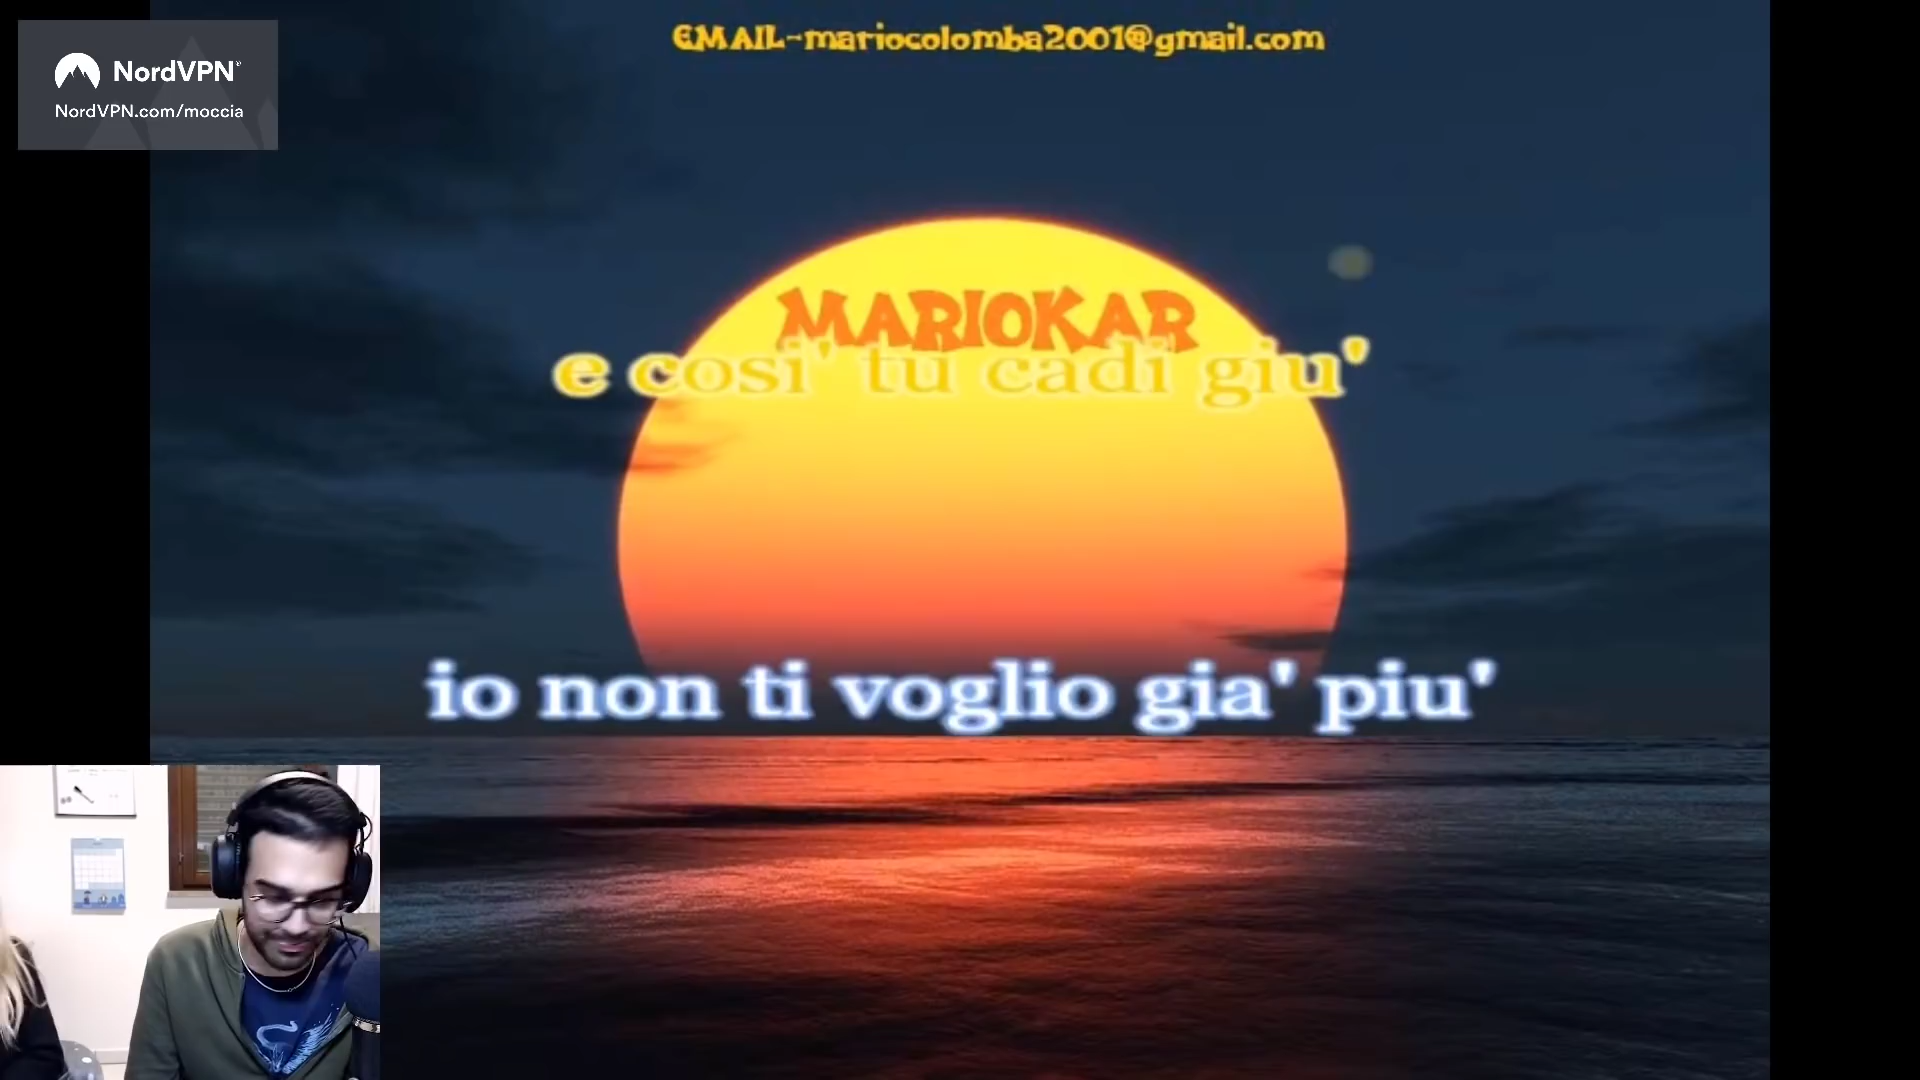 EMAIL-mariocolomba2001@gmail.com
NordVPN®
NordVPN.com/moccia
MARIOKAR
e cosi' tu cadi giu'
io non ti voglio gia' piu'